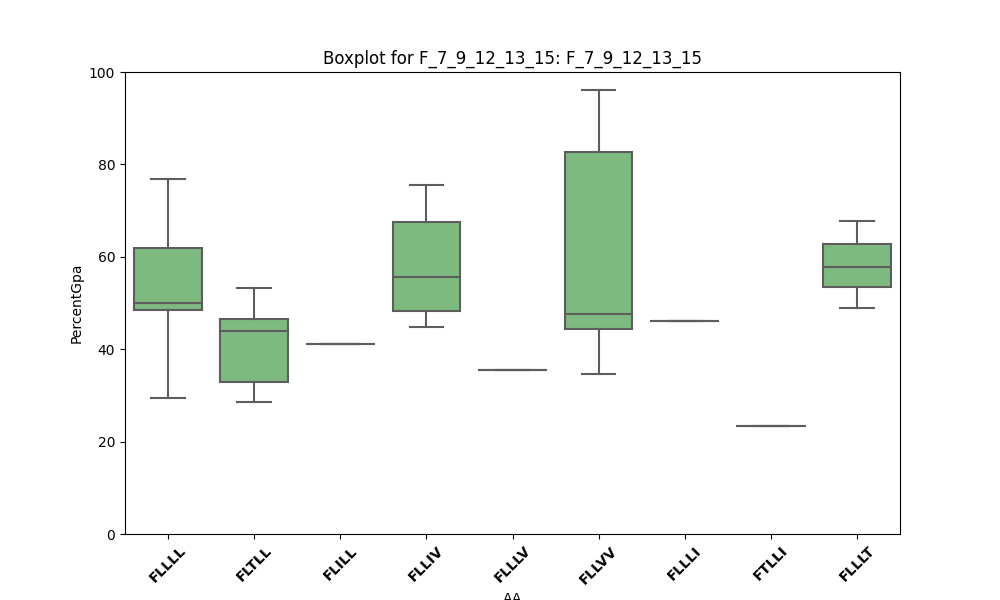 Boxplot for F_7_9_12_13_15: F_7_9_12_13_15
100
80
60
40
20
0
PercentGpa
FLLLL
FLTLL
FLILL
FLLIV
FLLLV
FLLVV
FLLLI
FTLLI
FLLLT
AA